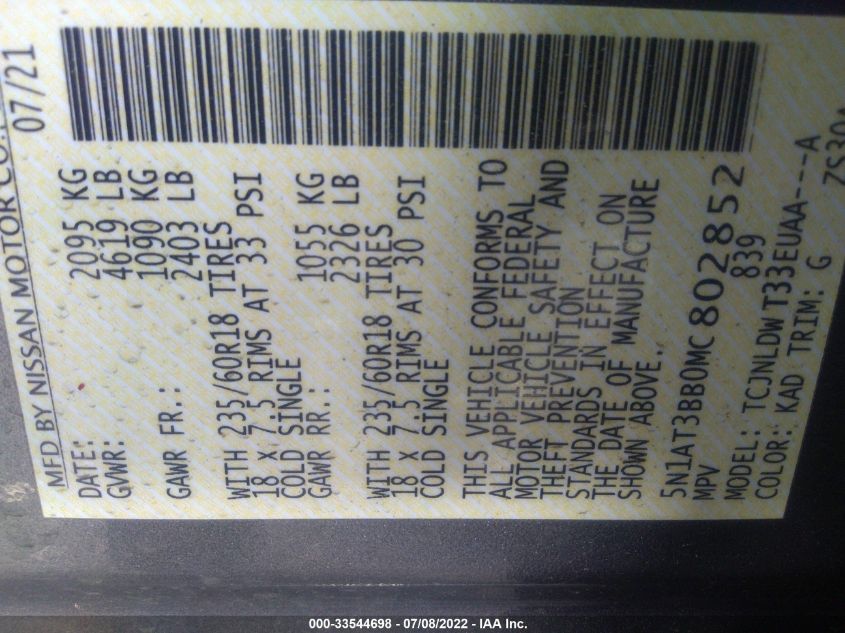 MFD BY NISSAN MOTOR CO.
DATE: 07/21
GVWR: 2095 KG
4619 LB
GAWR FR.: 1090 KG
2403 LB
WITH 235/60R18 TIRES
18 X 7.5 RIMS AT 33 PSI
COLD SINGLE
GAWR RR.: 1055 KG
2326 LB
WITH 235/60R18 TIRES
18 X 7.5 RIMS AT 30 PSI
COLD SINGLE
THIS VEHICLE CONFORMS TO
ALL APPLICABLE FEDERAL
MOTOR VEHICLE SAFETY AND
THEFT PREVENTION
STANDARDS IN EFFECT ON
THE DATE OF MANUFACTURE
SHOWN ABOVE.
5N1AT3BB0MC802852
MPV 839
MODEL: TCJNLDWT33EUAA---A
COLOR: KAD TRIM: G
000-33544698 - 07/08/2022 - IAA Inc.